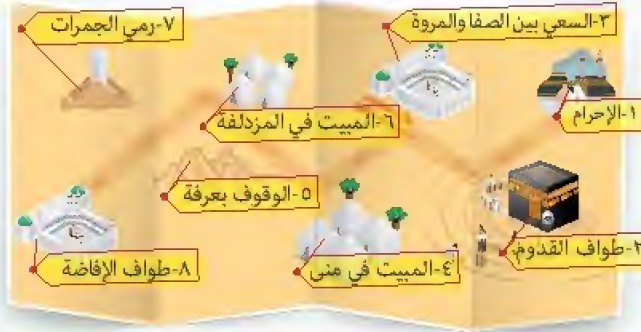 ١-الإحرام
٢-طواف القدوم
٣-السعي بين الصفا والمروة
٤-المبيت في منى
٥-الوقوف بعرفة
٦-المبيت في المزدلفة
٧-رمي الجمرات
٨-طواف الإفاضة